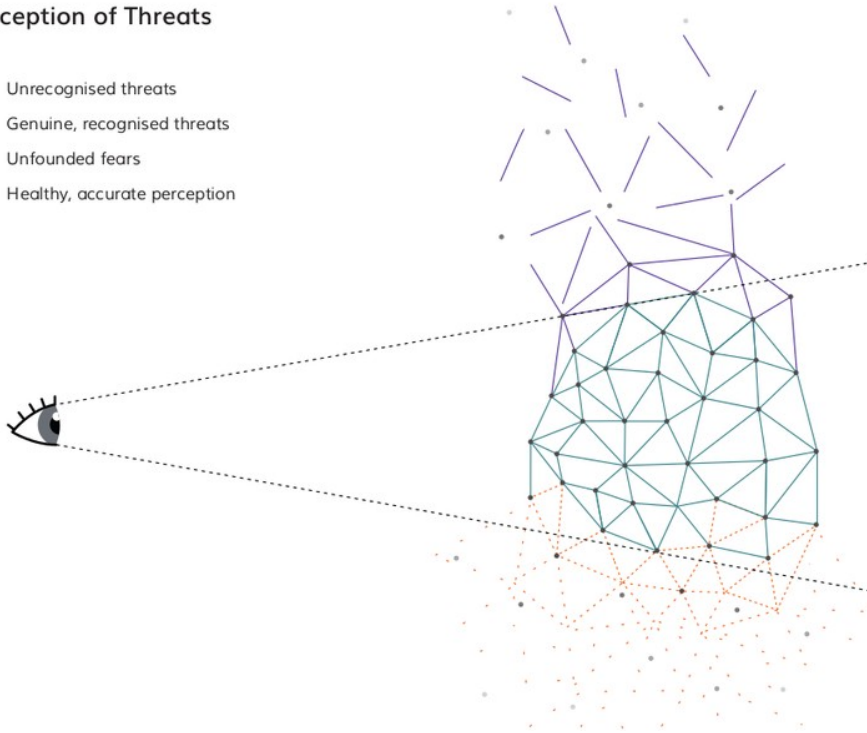 ception of Threats
Unrecognised threats
Genuine, recognised threats
Unfounded fears
Healthy, accurate perception